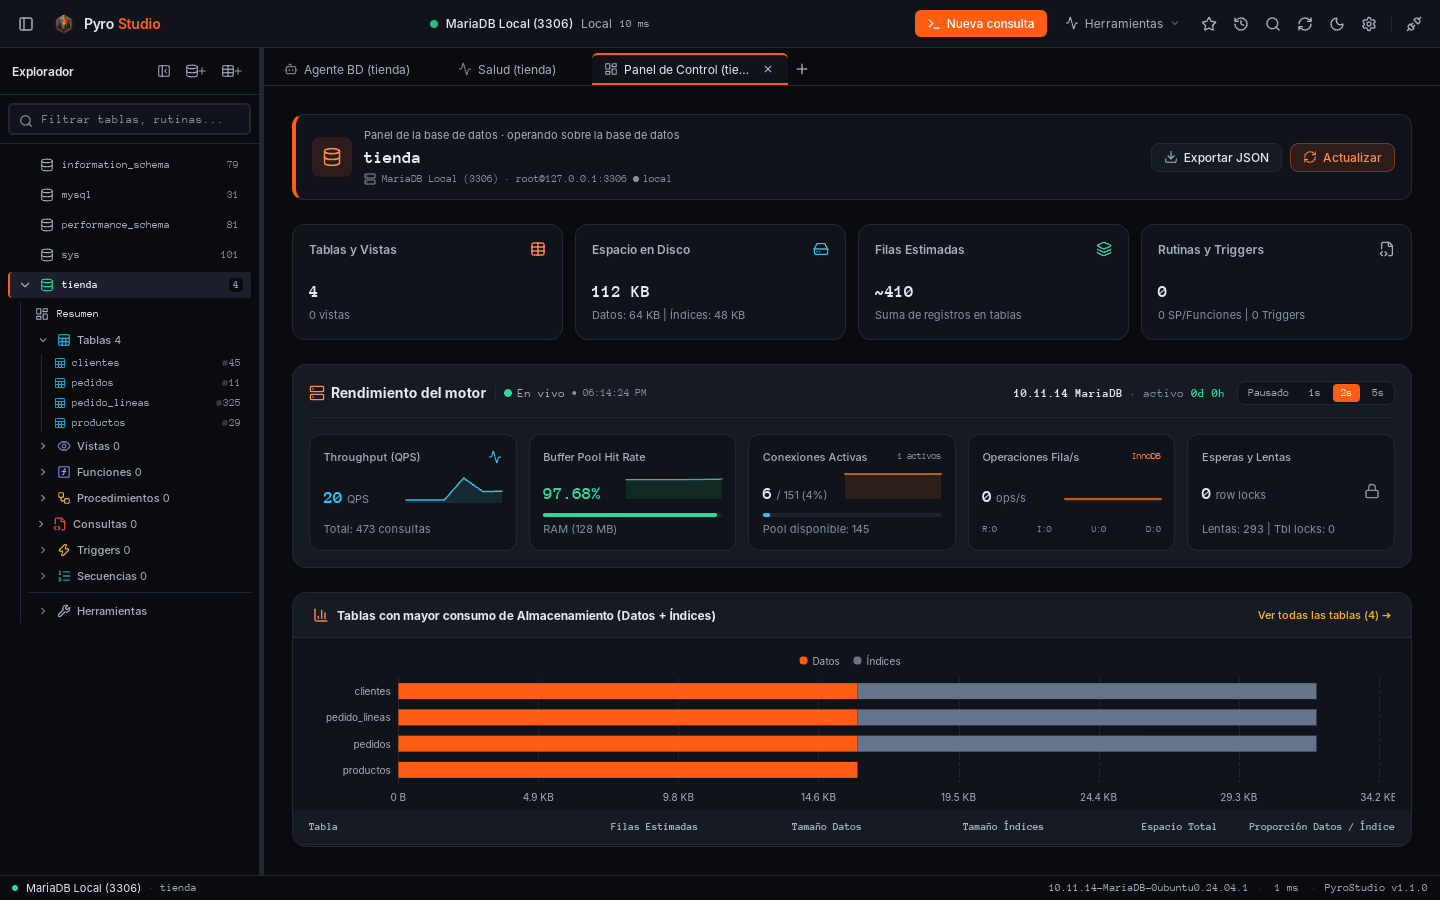 Pyro Studio
MariaDB Local (3306) Local 10 ms
Nueva consulta
Herramientas
Explorador
Agente BD (tienda)
Salud (tienda)
Panel de Control (tie...
Filtrar tablas, rutinas...
information_schema 79
mysql 31
performance_schema 81
sys 101
tienda 4
Resumen
Tablas 4
clientes #45
pedidos #11
pedido_lineas #325
productos #29
Vistas 0
Funciones 0
Procedimientos 0
Consultas 0
Triggers 0
Secuencias 0
Herramientas
Panel de la base de datos · operando sobre la base de datos
tienda
MariaDB Local (3306) · root@127.0.0.1:3306 ● local
Exportar JSON
Actualizar
Tablas y Vistas
4
0 vistas
Espacio en Disco
112 KB
Datos: 64 KB | Índices: 48 KB
Filas Estimadas
~410
Suma de registros en tablas
Rutinas y Triggers
0
0 SP/Funciones | 0 Triggers
Rendimiento del motor
En vivo • 06:14:24 PM
10.11.14 MariaDB · activo 0d 0h
Pausado 1s 2s 5s
Throughput (QPS)
20 QPS
Total: 473 consultas
Buffer Pool Hit Rate
97.68%
RAM (128 MB)
Conexiones Activas 1 activos
6 / 151 (4%)
Pool disponible: 145
Operaciones Fila/s InnoDB
0 ops/s
R:0 I:0 U:0 D:0
Esperas y Lentas
0 row locks
Lentas: 293 | Tbl locks: 0
Tablas con mayor consumo de Almacenamiento (Datos + Índices)
Ver todas las tablas (4) →
Datos Índices
clientes
pedido_lineas
pedidos
productos
0 B 4.9 KB 9.8 KB 14.6 KB 19.5 KB 24.4 KB 29.3 KB 34.2 KE
Tabla Filas Estimadas Tamaño Datos Tamaño Índices Espacio Total Proporción Datos / Índice
MariaDB Local (3306) · tienda
10.11.14-MariaDB-0ubuntu0.24.04.1 · 1 ms · PyroStudio v1.1.0